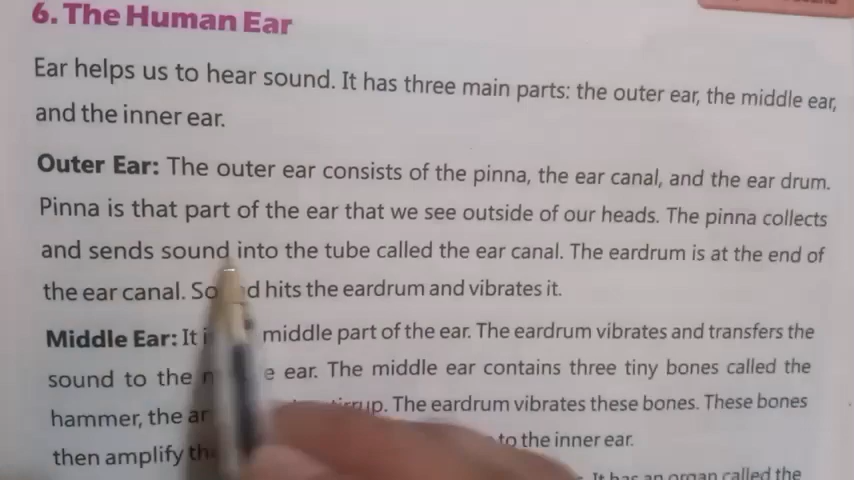 6. The Human Ear
Ear helps us to hear sound. It has three main parts: the outer ear, the middle ear,
and the inner ear.
Outer Ear: The outer ear consists of the pinna, the ear canal, and the ear drum.
Pinna is that part of the ear that we see outside of our heads. The pinna collects
and sends sound into the tube called the ear canal. The eardrum is at the end of
the ear canal. Sound hits the eardrum and vibrates it.
Middle Ear: It middle part of the ear. The eardrum vibrates and transfers the
sound to the ear. The middle ear contains three tiny bones called the
hammer, the stirrup. The eardrum vibrates these bones. These bones
then amplify to the inner ear.
It has an organ called the